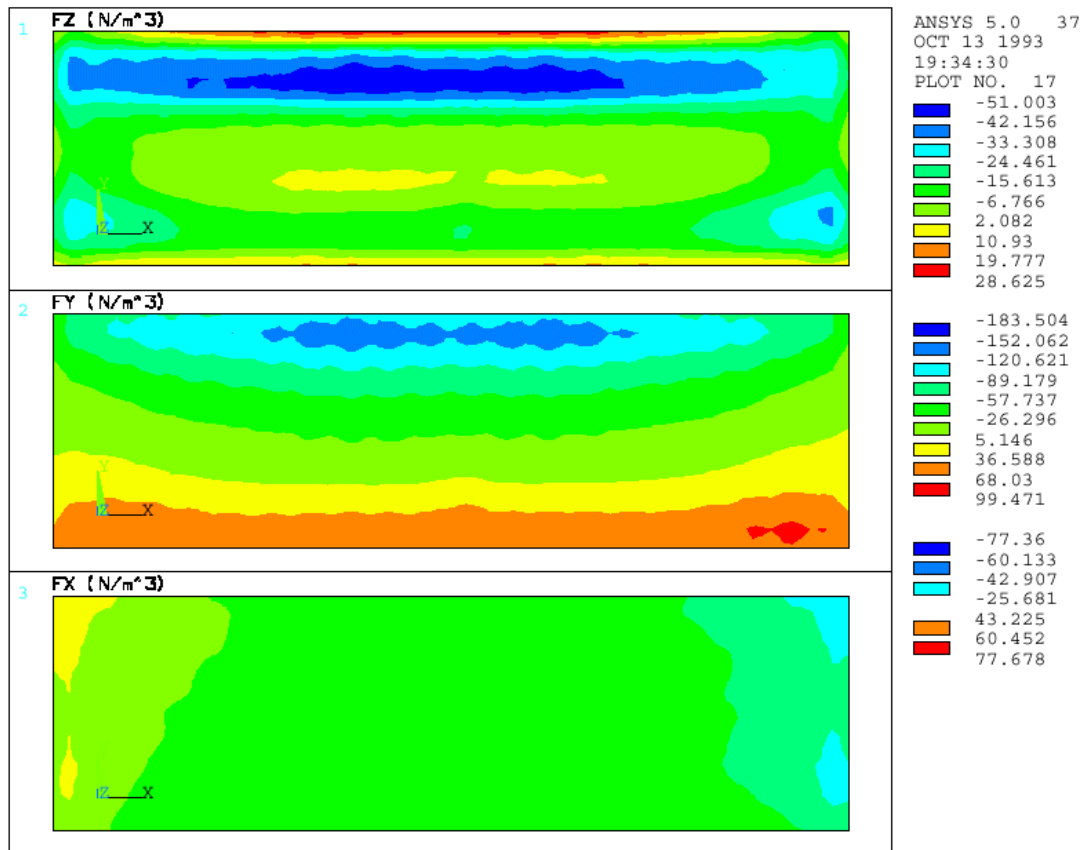 1
FZ (N/m^3)
Y
Z X
2
FY (N/m^3)
Y
Z X
3
FX (N/m^3)
Z X
ANSYS 5.0 37
OCT 13 1993
19:34:30
PLOT NO. 17
-51.003
-42.156
-33.308
-24.461
-15.613
-6.766
2.082
10.93
19.777
28.625
-183.504
-152.062
-120.621
-89.179
-57.737
-26.296
5.146
36.588
68.03
99.471
-77.36
-60.133
-42.907
-25.681
43.225
60.452
77.678